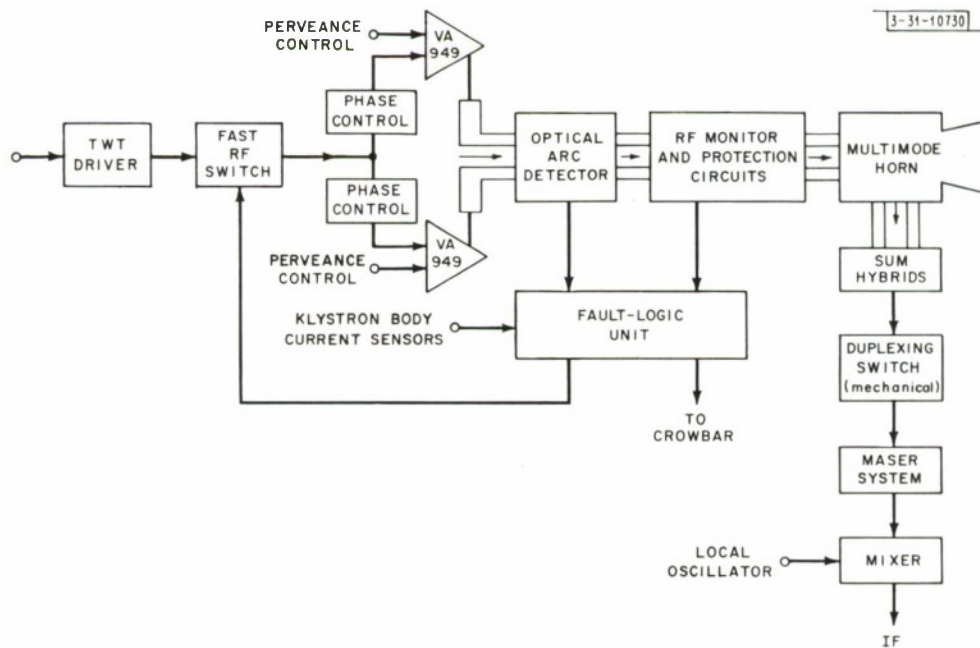 3-31-10730
PERVEANCE
CONTROL
VA
949
PHASE
CONTROL
TWT
DRIVER
FAST
RF
SWITCH
OPTICAL
ARC
DETECTOR
RF MONITOR
AND PROTECTION
CIRCUITS
MULTIMODE
HORN
PHASE
CONTROL
VA
949
PERVEANCE
CONTROL
SUM
HYBRIDS
KLYSTRON BODY
CURRENT SENSORS
FAULT-LOGIC
UNIT
DUPLEXING
SWITCH
(mechanical)
TO
CROWBAR
MASER
SYSTEM
LOCAL
OSCILLATOR
MIXER
IF